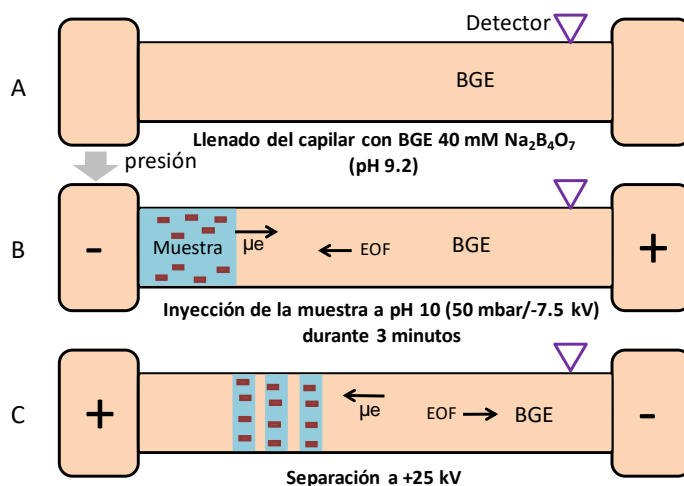 Detector
A
BGE
Llenado del capilar con BGE 40 mM Na₂B₄O₇
(pH 9.2)
presión
B
-
Muestra
µe
EOF
BGE
+
Inyección de la muestra a pH 10 (50 mbar/-7.5 kV)
durante 3 minutos
C
+
µe
EOF
BGE
-
Separación a +25 kV